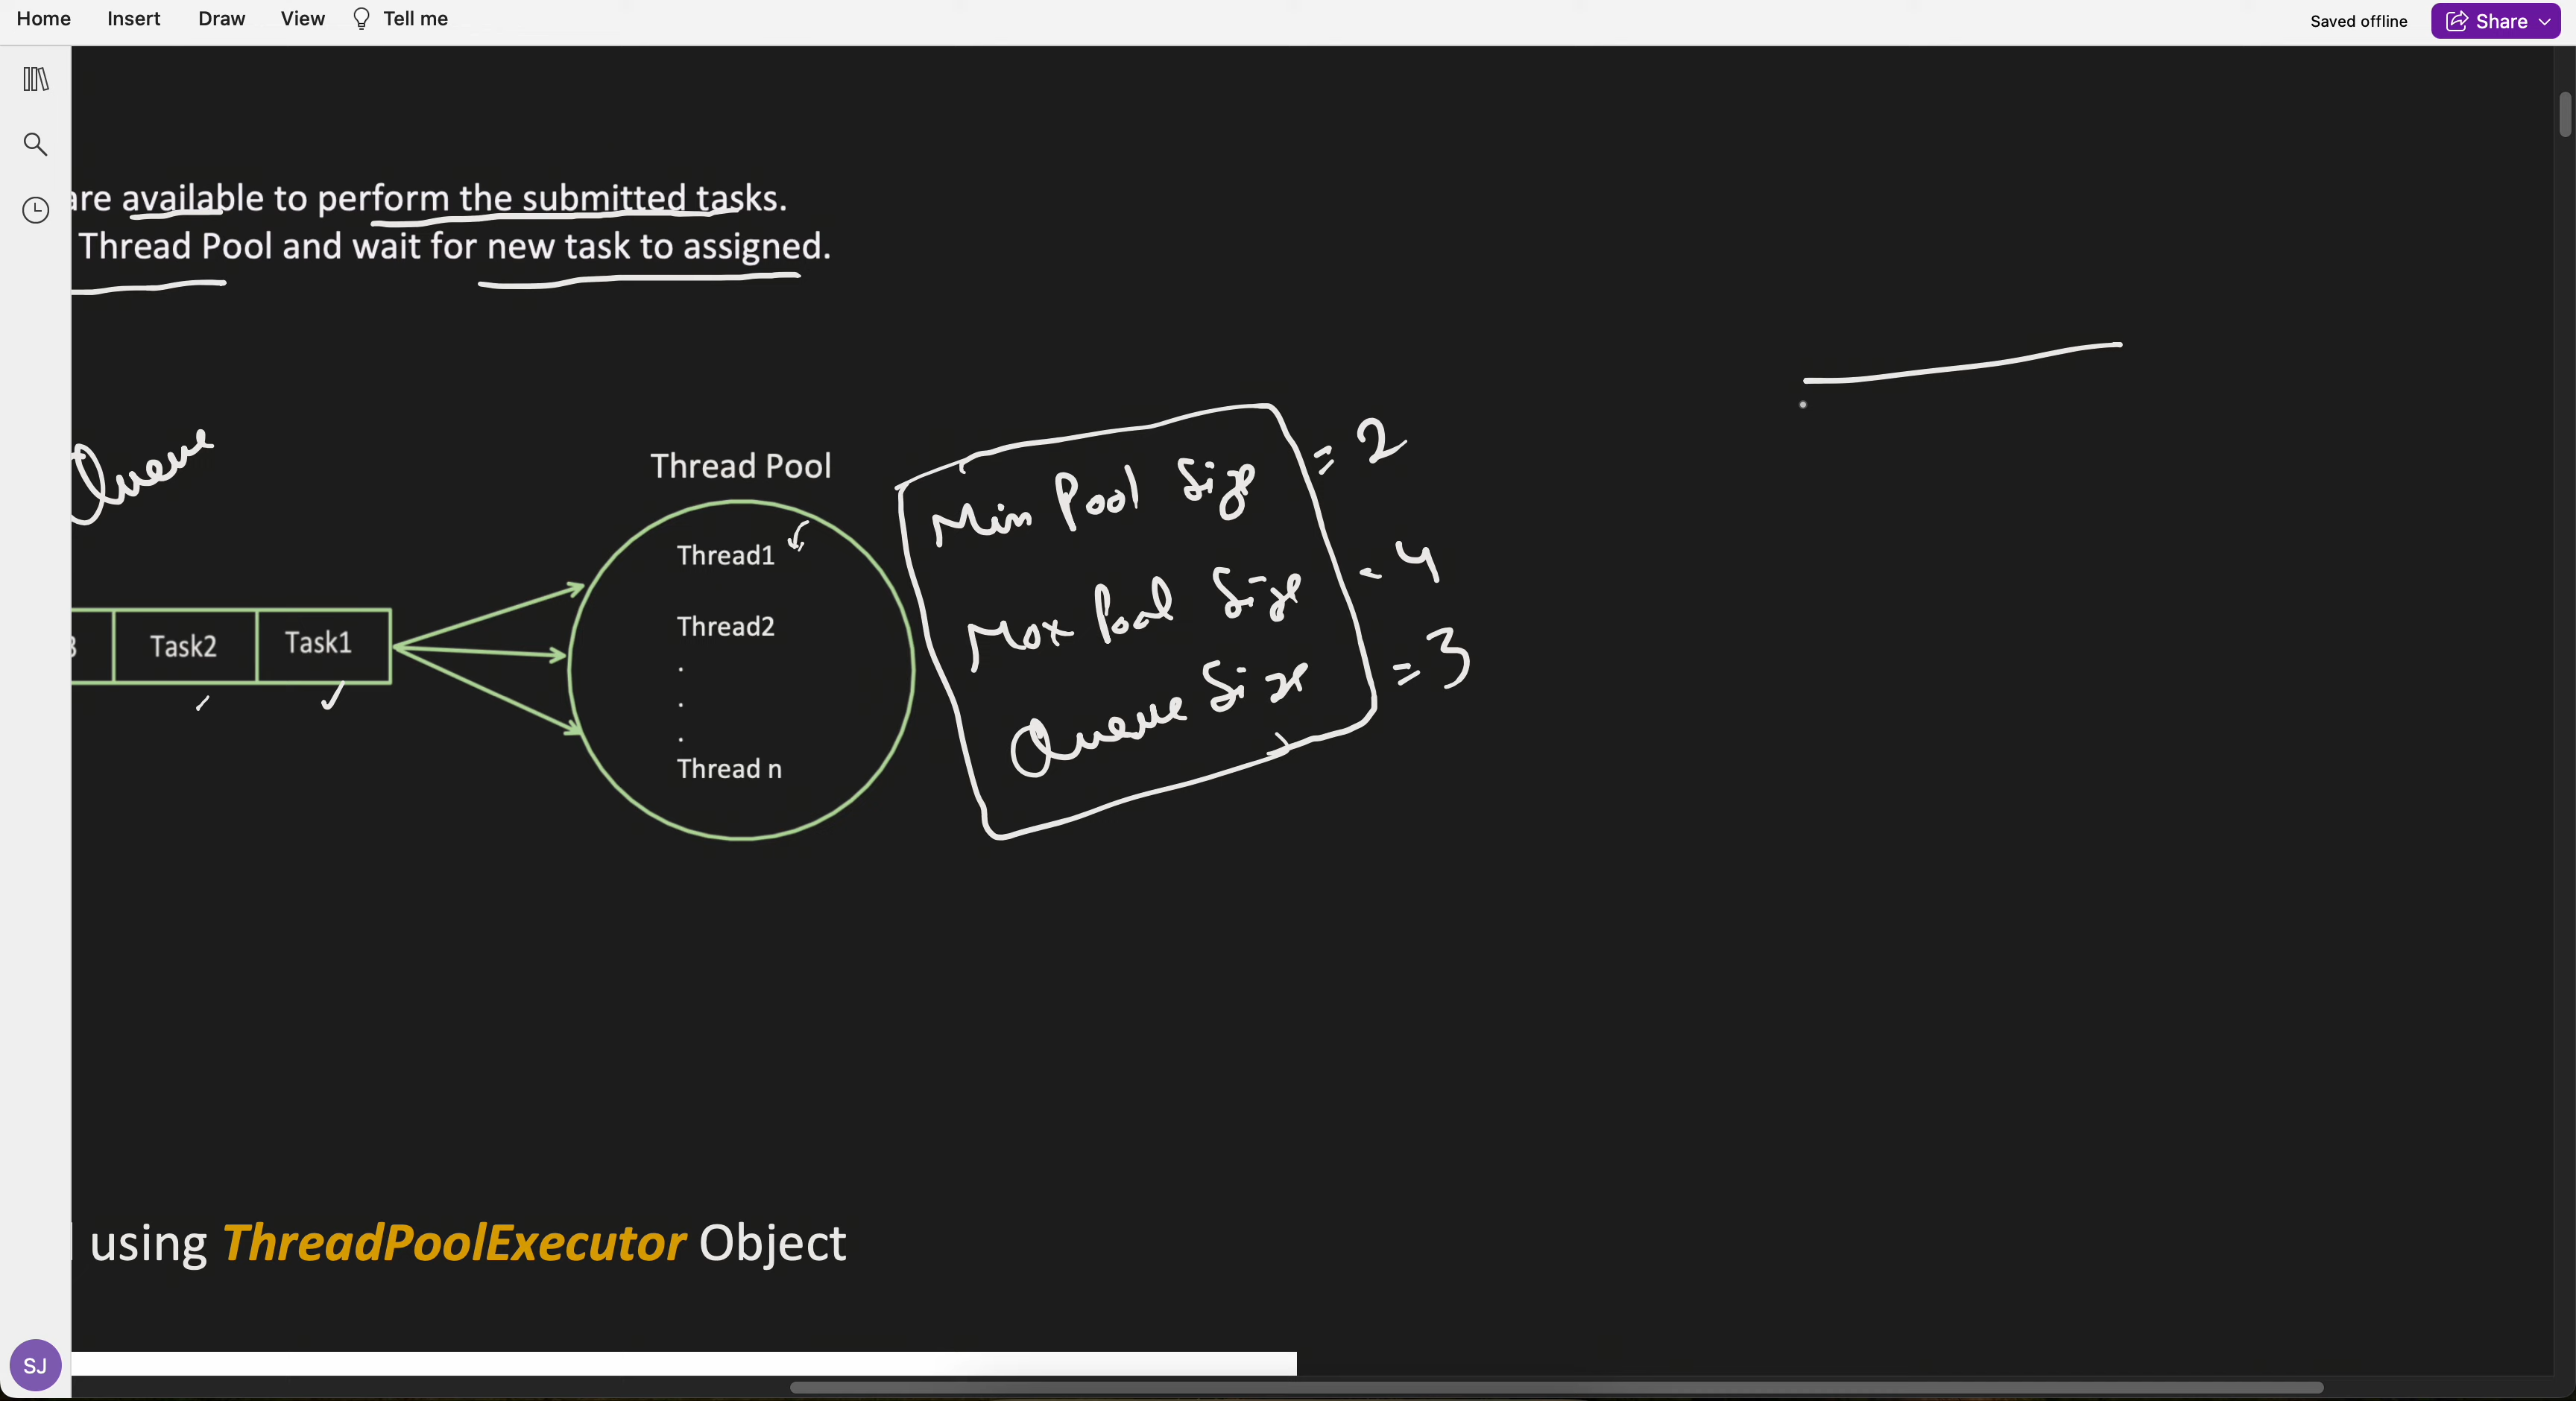 Home Insert Draw View Tell me Saved offline Share
are available to perform the submitted tasks.
Thread Pool and wait for new task to assigned.
Queue
Thread Pool
Thread1
Thread2
.
.
.
Thread n
3 Task2 Task1
Min Pool Size = 2
Max Pool Size - 4
Queue Size = 3
using ThreadPoolExecutor Object
SJ